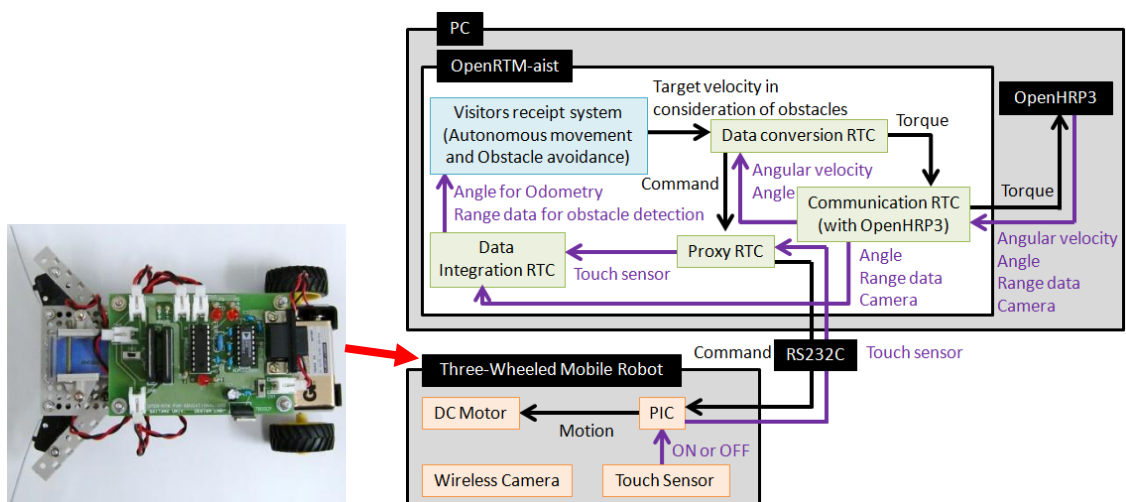 PC
OpenRTM-aist
Visitors receipt system
(Autonomous movement
and Obstacle avoidance)
Target velocity in
consideration of obstacles
Data conversion RTC
Torque
OpenHRP3
Angular velocity
Angle
Command
Communication RTC
(with OpenHRP3)
Torque
Angle for Odometry
Range data for obstacle detection
Data
Integration RTC
Touch sensor
Proxy RTC
Angle
Range data
Camera
Angular velocity
Angle
Range data
Camera
Command
RS232C
Touch sensor
Three-Wheeled Mobile Robot
DC Motor
Motion
PIC
ON or OFF
Wireless Camera
Touch Sensor